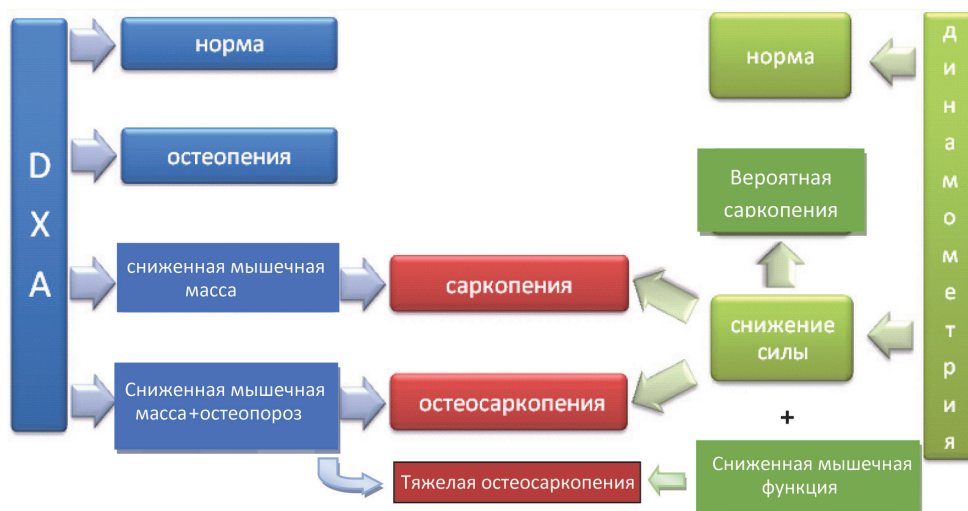 DXA
норма
остеопения
сниженная мышечная
масса
Сниженная мышечная
масса+остеопороз
саркопения
остеосаркопения
Тяжелая остеосаркопения
норма
Вероятная
саркопения
снижение
силы
+
Сниженная мышечная
функция
динамометрия